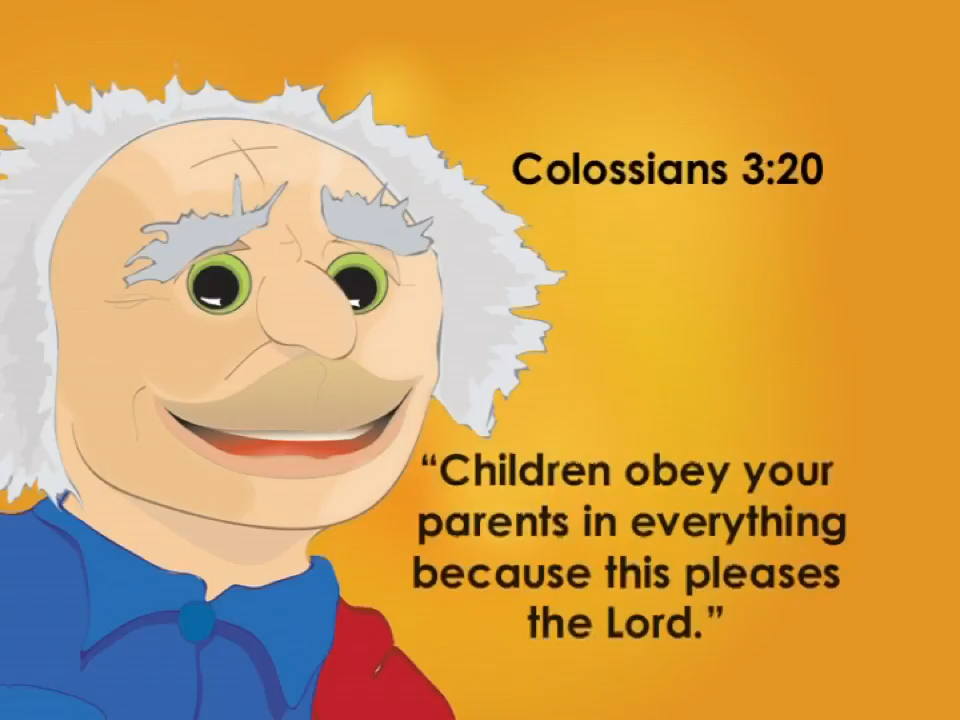 Colossians 3:20
“Children obey your
parents in everything
because this pleases
the Lord.”